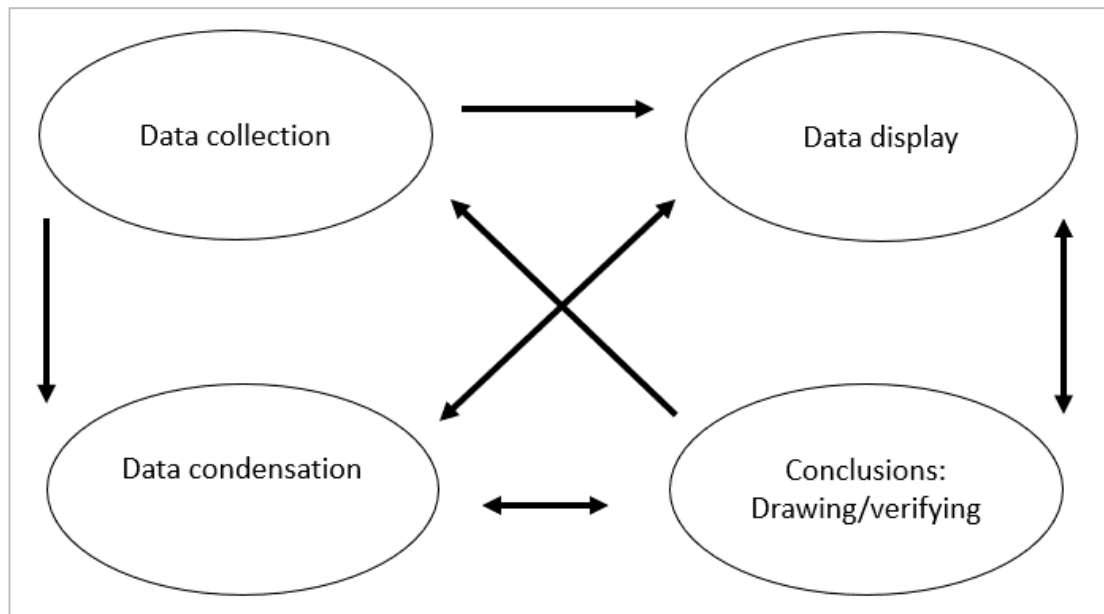 Data collection
Data display
Data condensation
Conclusions:
Drawing/verifying